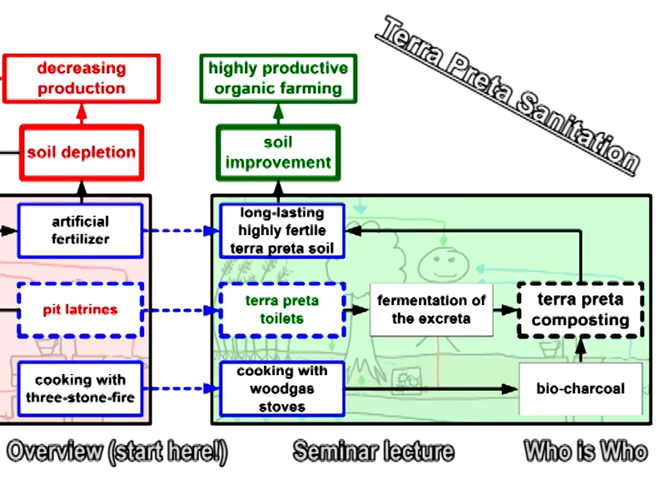 Terra Preta Sanitation
decreasing
production
highly productive
organic farming
soil depletion
soil
improvement
artificial
fertilizer
long-lasting
highly fertile
terra preta soil
pit latrines
terra preta
toilets
fermentation of
the excreta
terra preta
composting
cooking with
three-stone-fire
cooking with
woodgas
stoves
bio-charcoal
Overview (start here!)
Seminar lecture
Who is Who